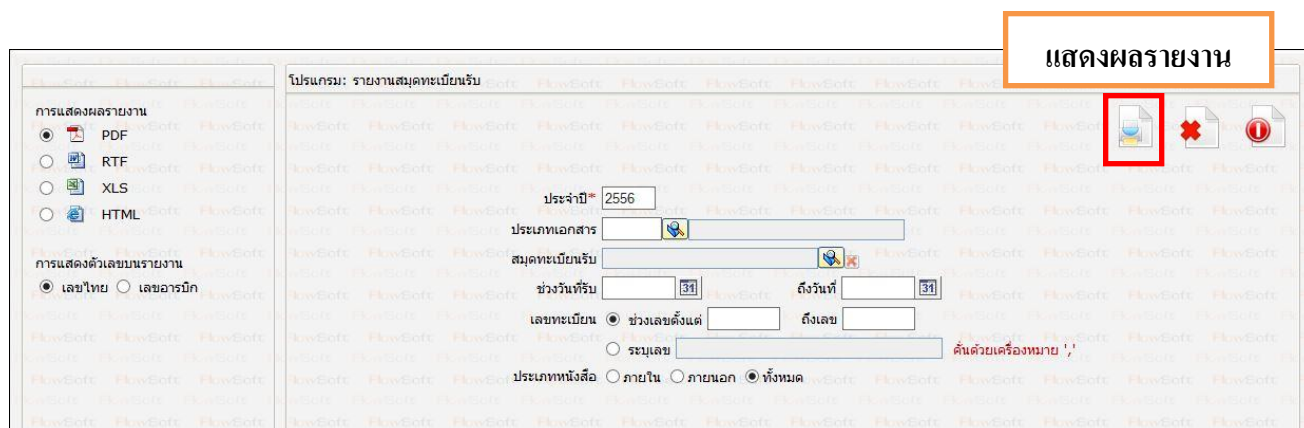 แสดงผลรายงาน
โปรแกรม: รายงานสมุดทะเบียนรับ
การแสดงผลรายงาน
PDF
RTF
XLS
HTML
การแสดงตัวเลขบนรายงาน
เลขไทย เลขอารบิก
ประจำปี* 2556
ประเภทเอกสาร
สมุดทะเบียนรับ
ช่วงวันที่รับ 31 ถึงวันที่ 31
เลขทะเบียน ช่วงเลขตั้งแต่ ถึงเลข
ระบุเลข คั่นด้วยเครื่องหมาย ','
ประเภทหนังสือ ภายใน ภายนอก ทั้งหมด
FlowSoft